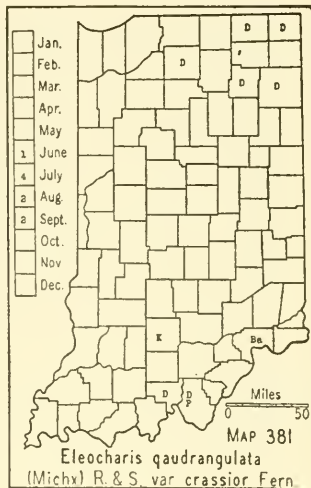 Jan.
Feb.
Mar.
Apr.
May
1 June
4 July
2 Aug.
2 Sept.
Oct.
Nov
Dec.
D D
D
D D
K
Ba
D
D
P
Miles
0 50
MAP 381
Eleocharis qaudrangulata
(Michx) R. & S. var crassior Fern